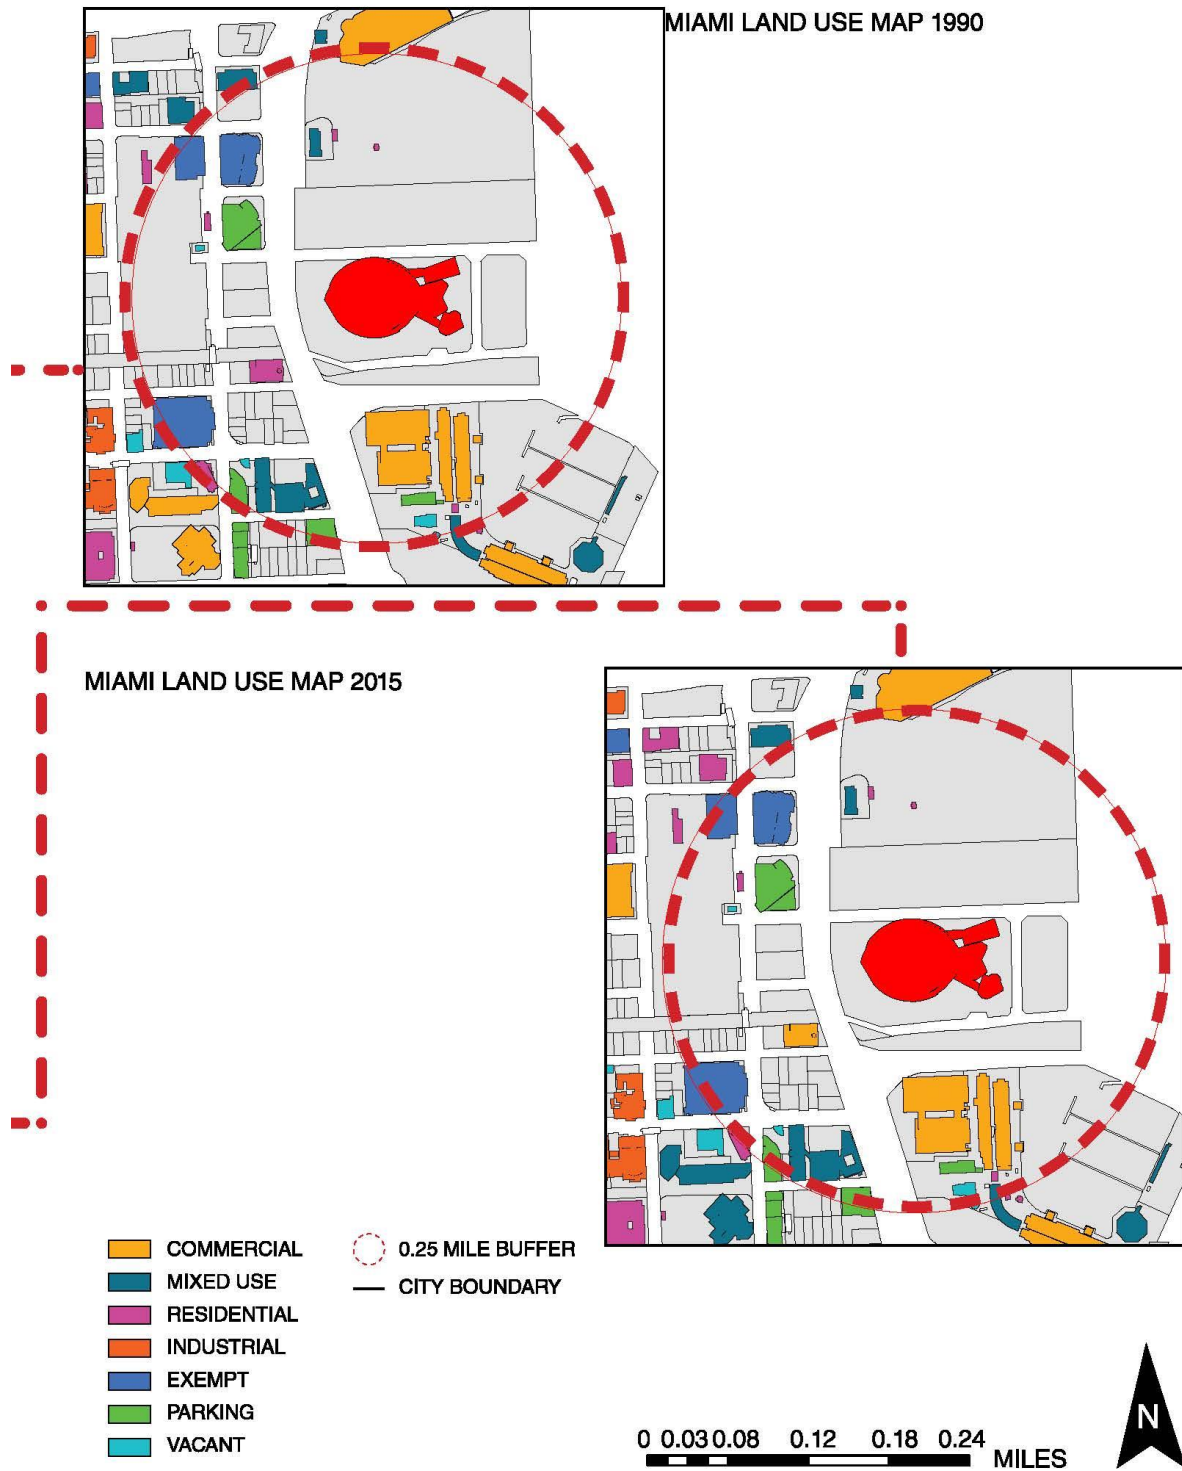 MIAMI LAND USE MAP 1990
MIAMI LAND USE MAP 2015
COMMERCIAL
MIXED USE
RESIDENTIAL
INDUSTRIAL
EXEMPT
PARKING
VACANT
0.25 MILE BUFFER
CITY BOUNDARY
0 0.03 0.08 0.12 0.18 0.24
MILES
N